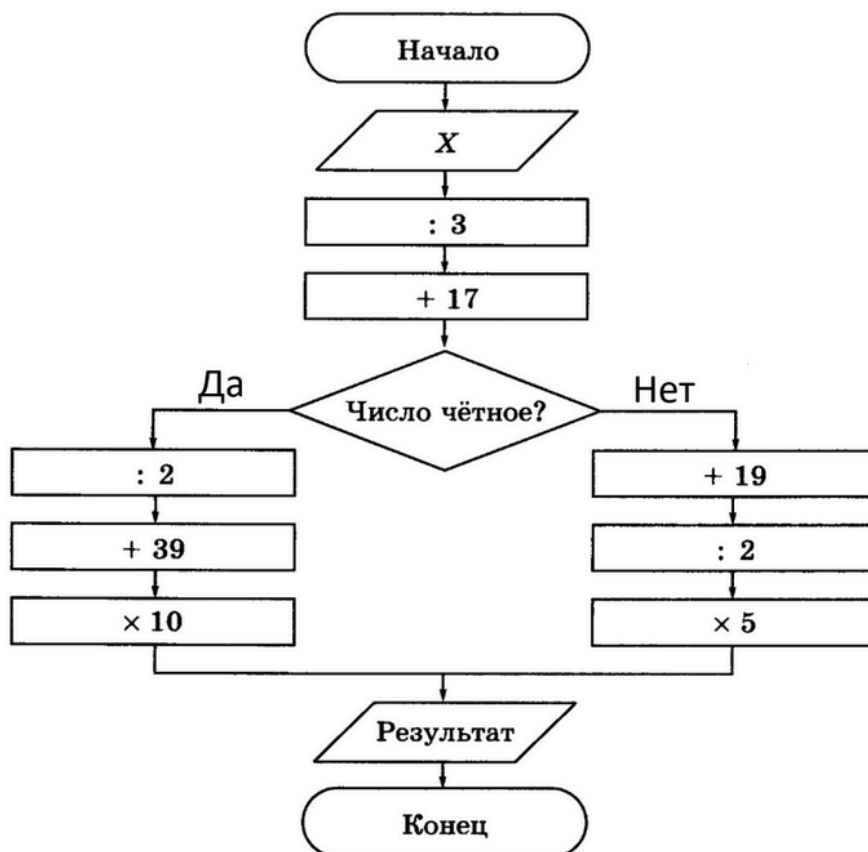 Начало
X
: 3
+ 17
Число чётное?
Да
: 2
+ 39
× 10
Нет
+ 19
: 2
× 5
Результат
Конец